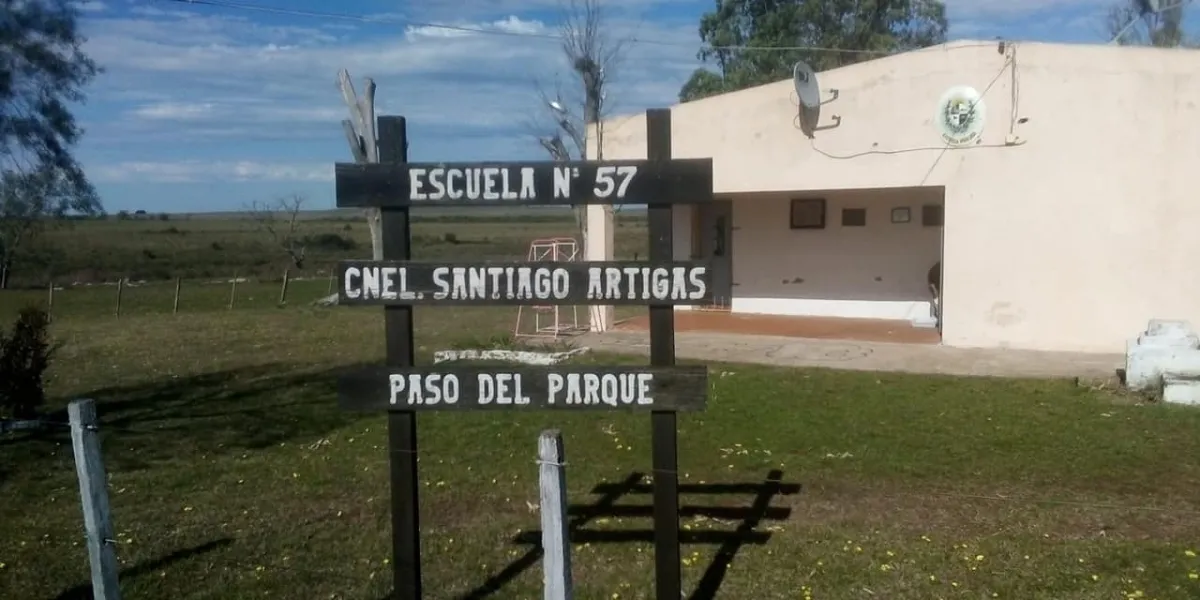 ESCUELA Nº 57
CNEL. SANTIAGO ARTIGAS
PASO DEL PARQUE